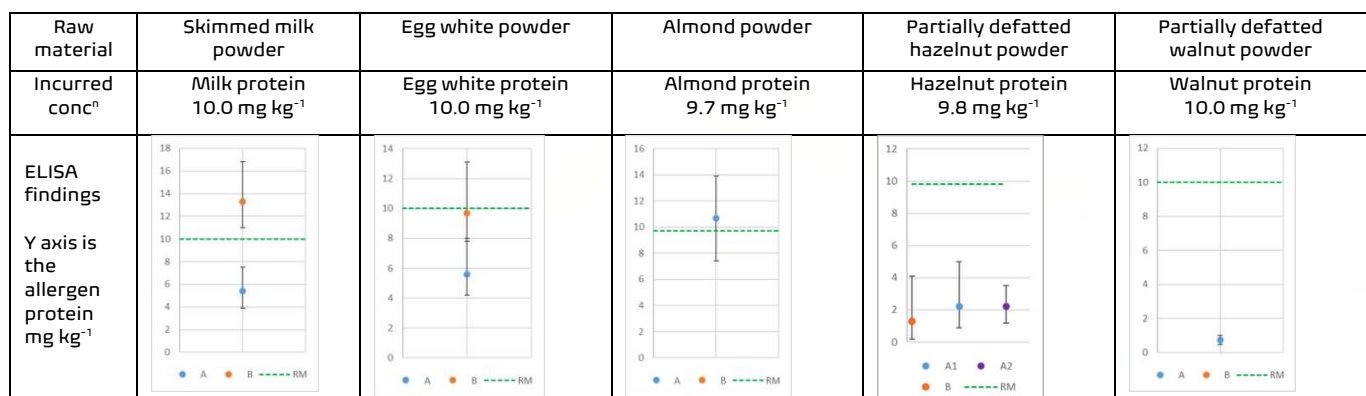 Raw material
Skimmed milk powder
Egg white powder
Almond powder
Partially defatted hazelnut powder
Partially defatted walnut powder
Incurred concⁿ
Milk protein
10.0 mg kg⁻¹
Egg white protein
10.0 mg kg⁻¹
Almond protein
9.7 mg kg⁻¹
Hazelnut protein
9.8 mg kg⁻¹
Walnut protein
10.0 mg kg⁻¹
ELISA
findings
Y axis is
the
allergen
protein
mg kg⁻¹
18
16
14
12
10
8
6
4
2
0
A B RM
14
12
10
8
6
4
2
0
A B RM
16
14
12
10
8
6
4
2
0
A B RM
12
10
8
6
4
2
0
A1 A2
B RM
12
10
8
6
4
2
0
A B RM